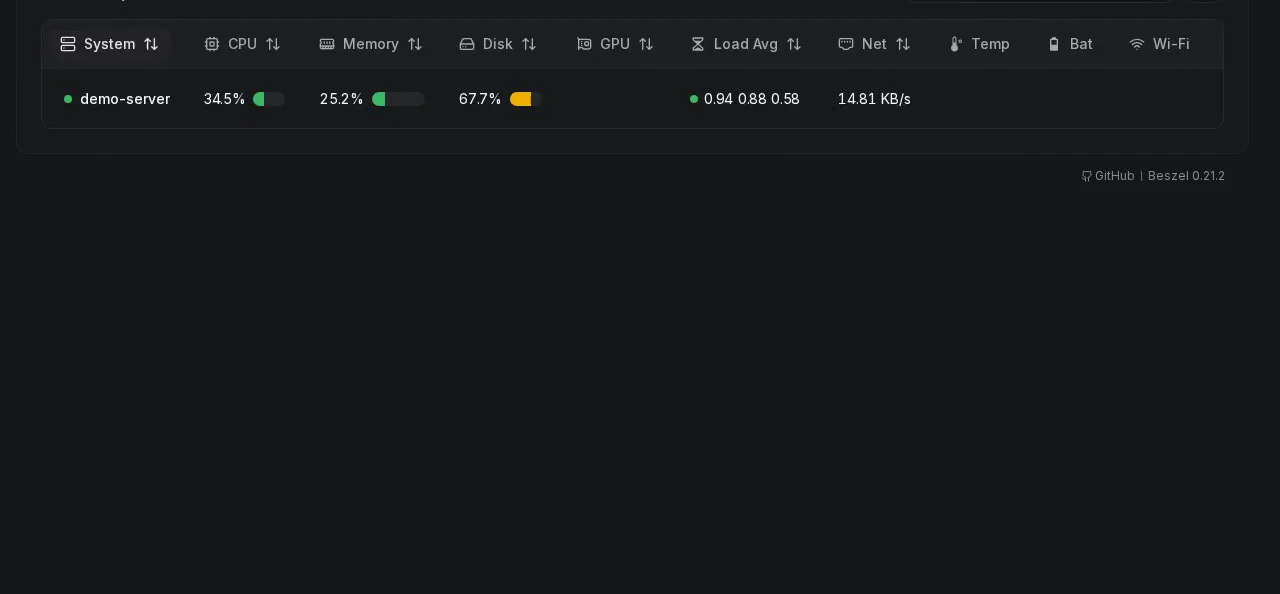 System CPU Memory Disk GPU Load Avg Net Temp Bat Wi-Fi
demo-server 34.5% 25.2% 67.7% 0.94 0.88 0.58 14.81 KB/s
GitHub | Beszel 0.21.2